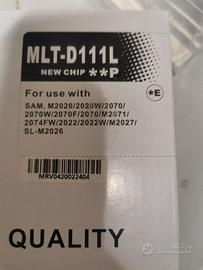 MLT-D111L
NEW CHIP **P
For use with
*E
SAM. M2020/2020W/2070/
2070W/2070F/2070/M2071/
2074FW/2022/2022W/M2027/
SL-M2026
MRV0420022404
QUALITY
Subito